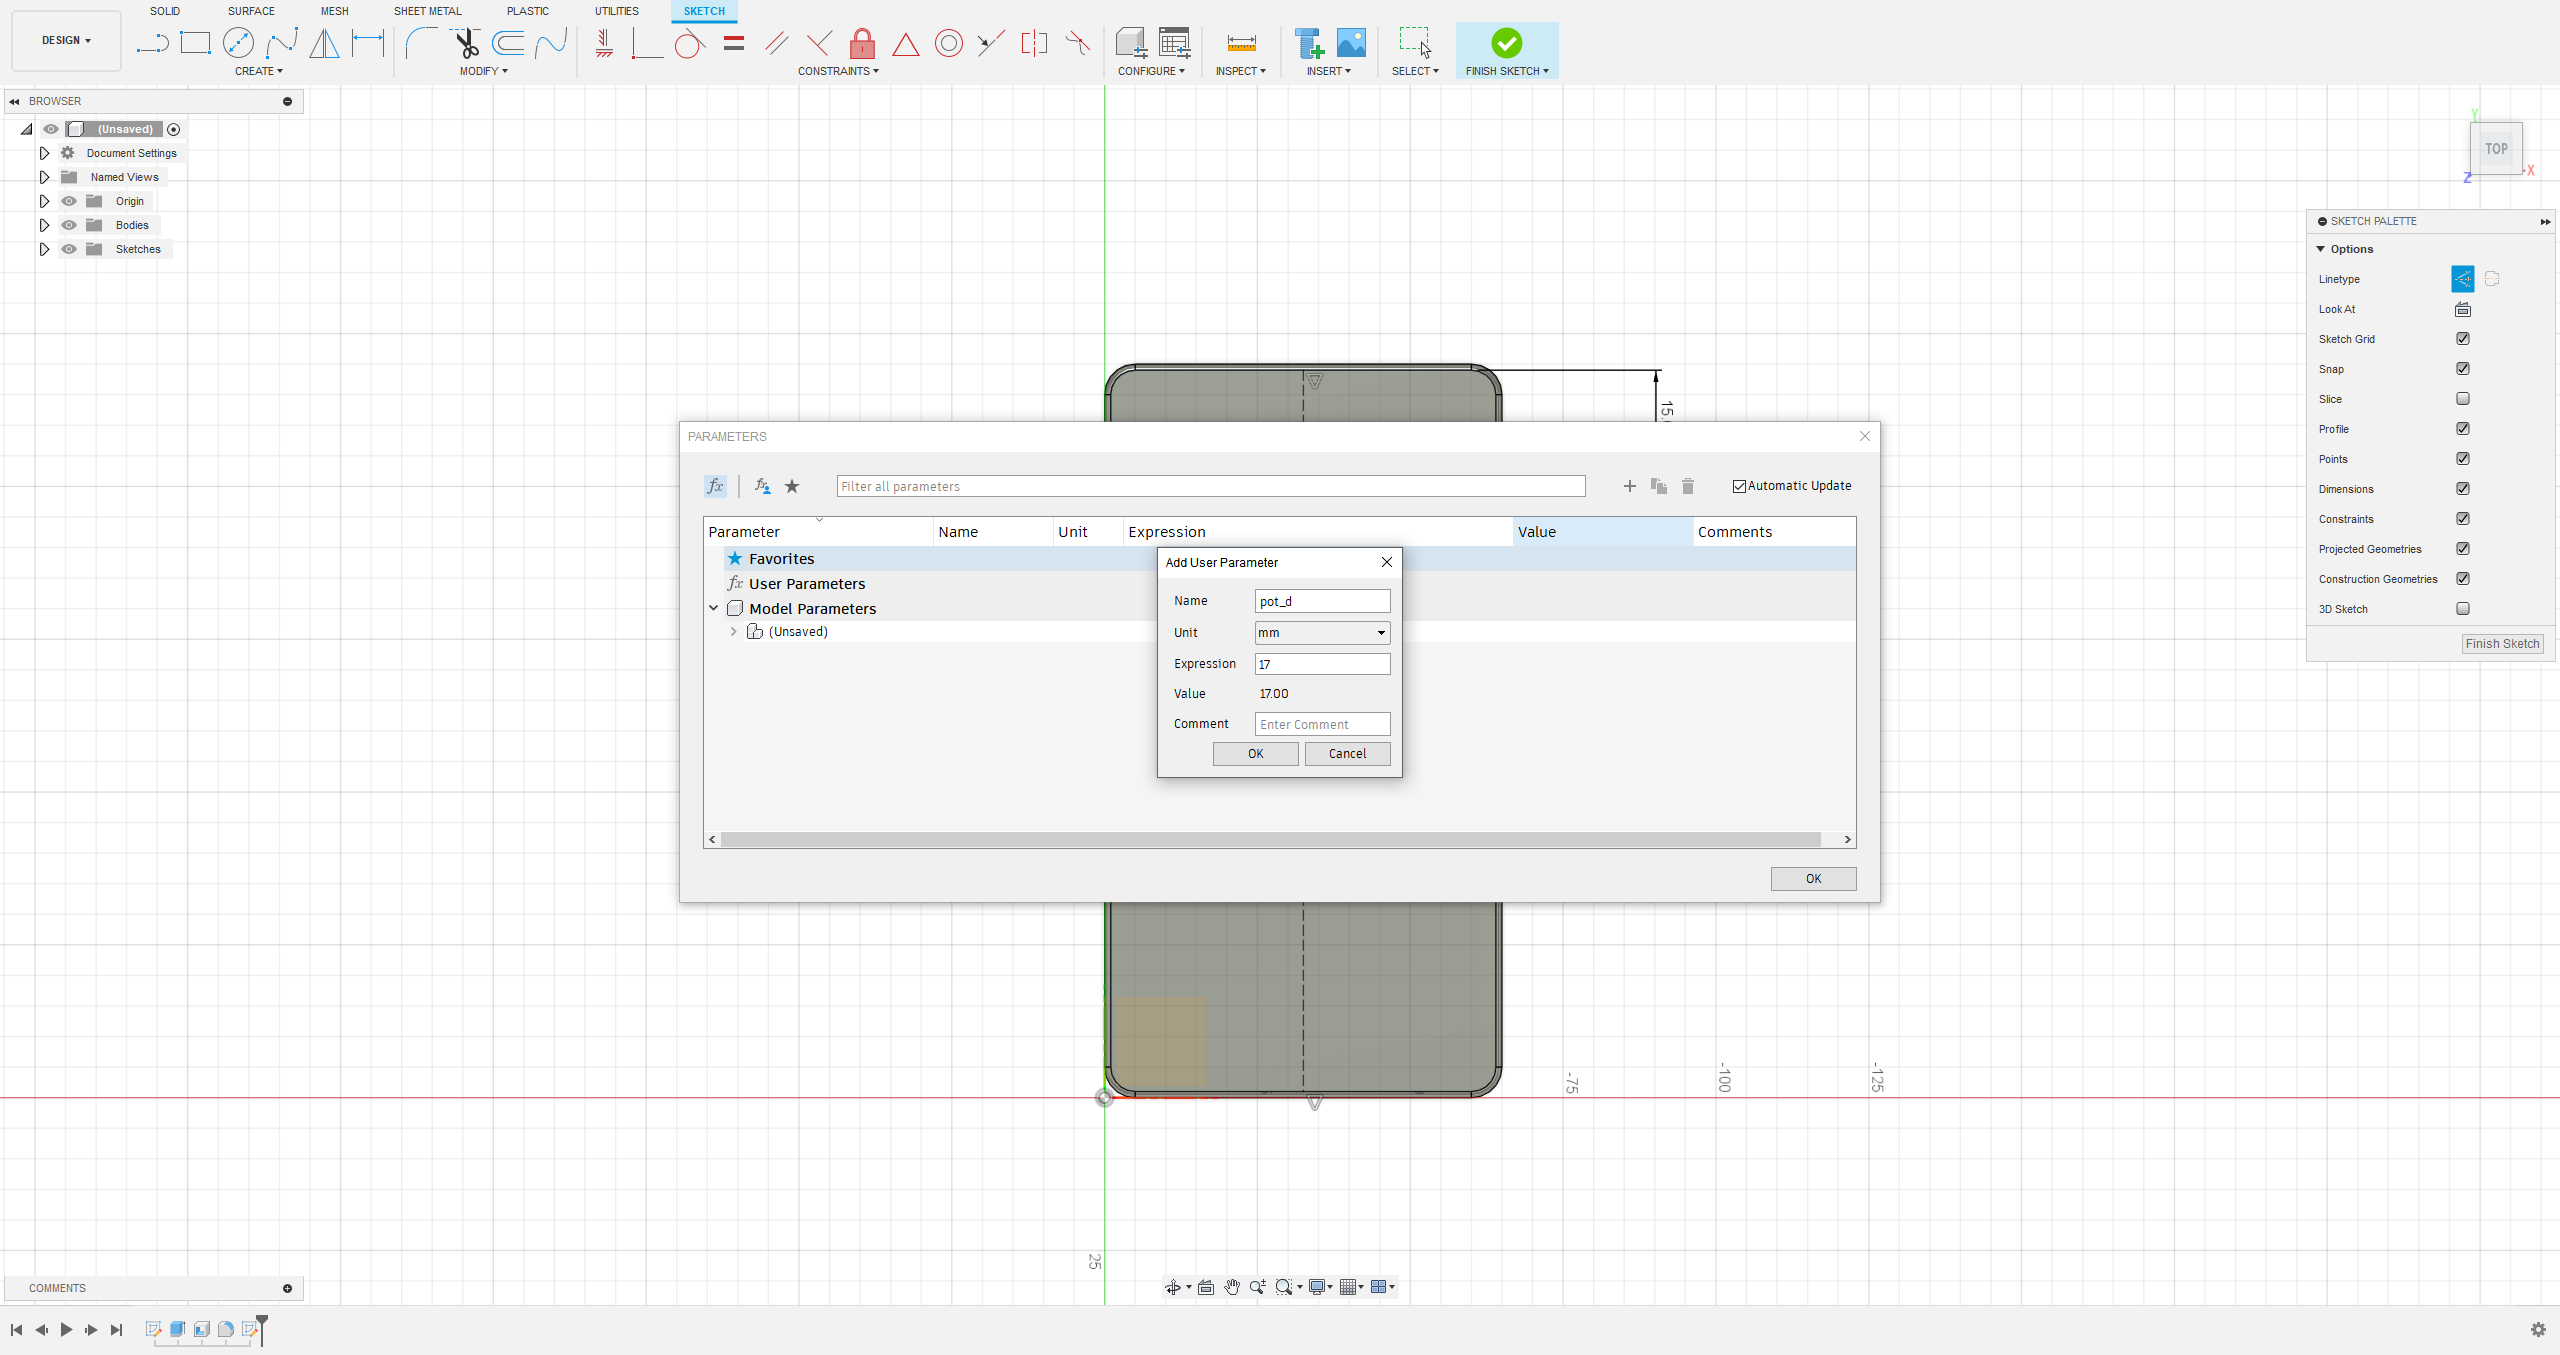 SOLID SURFACE MESH SHEET METAL PLASTIC UTILITIES SKETCH
DESIGN
CREATE MODIFY CONSTRAINTS CONFIGURE INSPECT INSERT SELECT FINISH SKETCH
BROWSER
(Unsaved)
Document Settings
Named Views
Origin
Bodies
Sketches
Y
TOP
X
Z
SKETCH PALETTE
Options
Linetype
Look At
Sketch Grid
Snap
Slice
Profile
Points
Dimensions
Constraints
Projected Geometries
Construction Geometries
3D Sketch
Finish Sketch
PARAMETERS
fx Filter all parameters Automatic Update
Parameter Name Unit Expression Value Comments
Favorites
fx User Parameters
Model Parameters
(Unsaved)
Add User Parameter
Name pot_d
Unit mm
Expression 17
Value 17.00
Comment Enter Comment
OK Cancel
OK
-75
-100
-125
25
COMMENTS